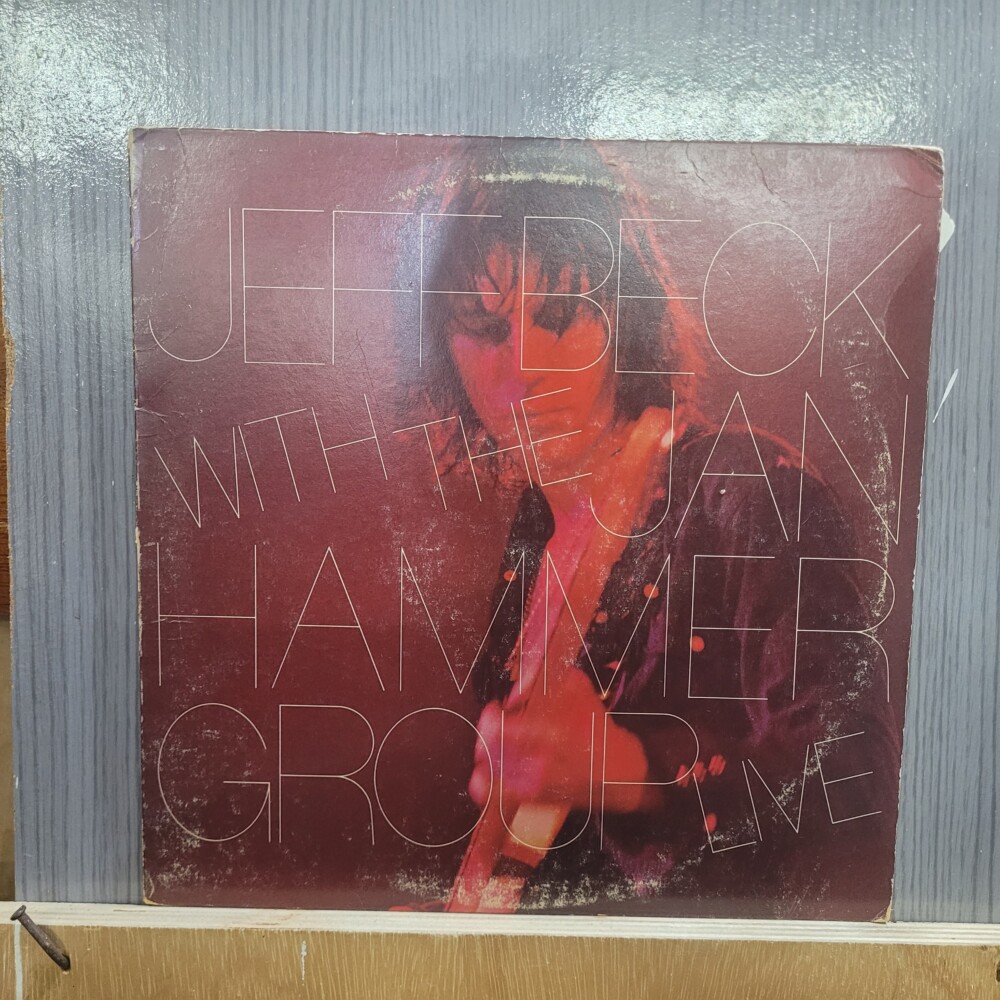 JEFF BECK
WITH THE JAN
HAMMER
GROUP LIVE